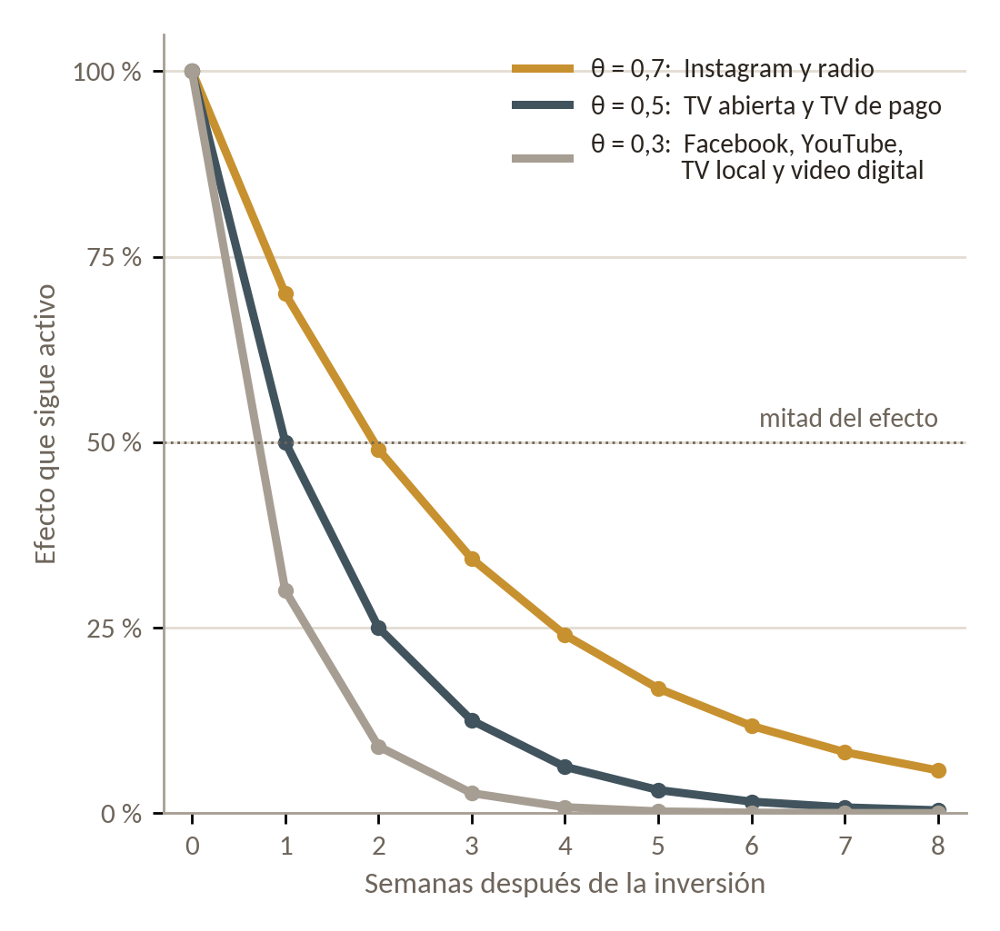 100 %
θ = 0,7: Instagram y radio
θ = 0,5: TV abierta y TV de pago
θ = 0,3: Facebook, YouTube,
TV local y video digital
75 %
Efecto que sigue activo
mitad del efecto
50 %
25 %
0 %
0 1 2 3 4 5 6 7 8
Semanas después de la inversión